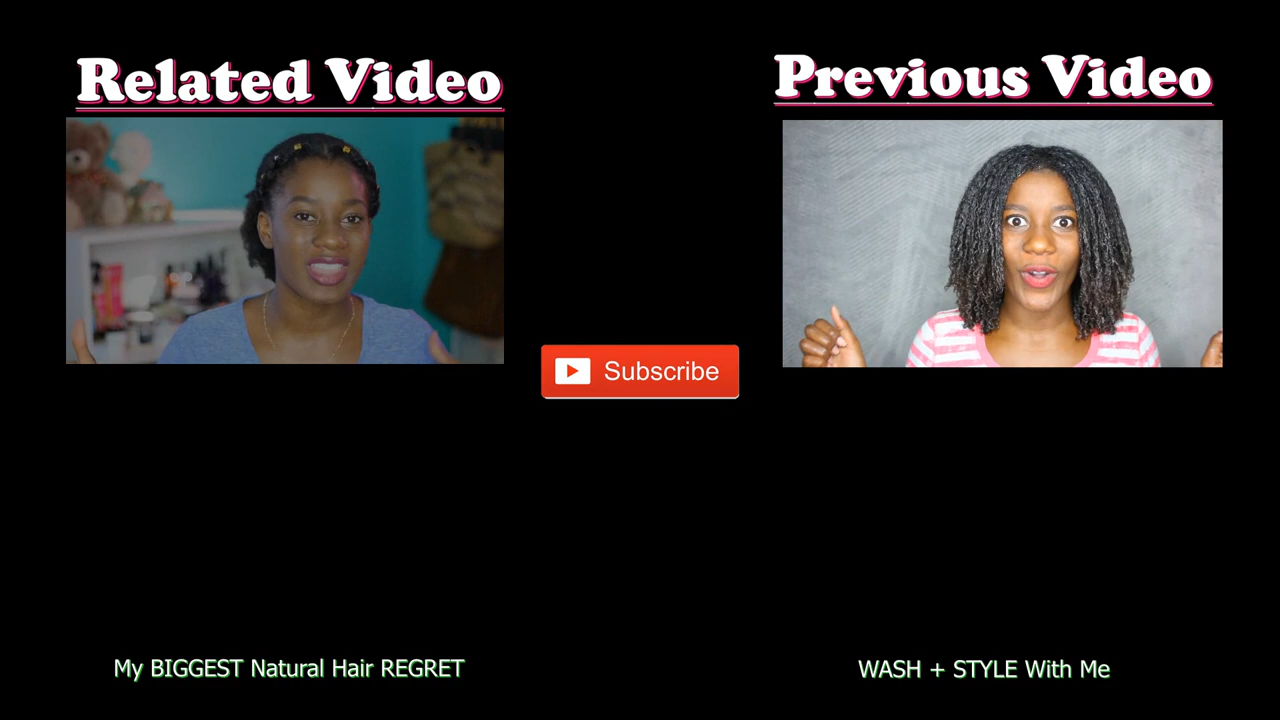 Related Video
Previous Video
Subscribe
My BIGGEST Natural Hair REGRET
WASH + STYLE With Me